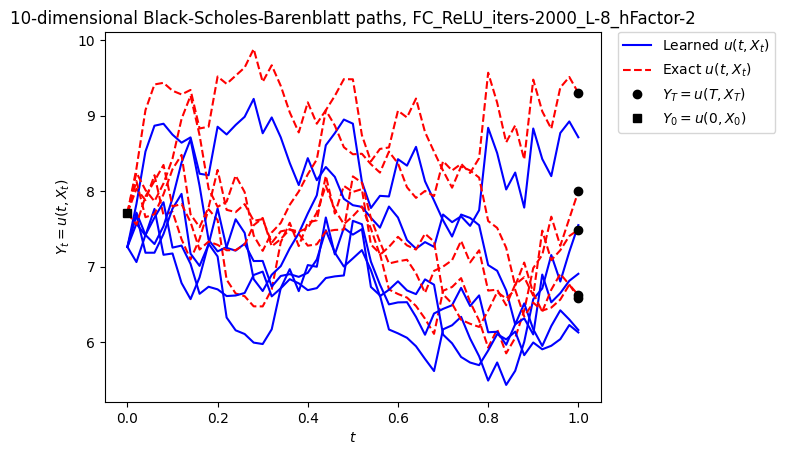 10-dimensional Black-Scholes-Barenblatt paths, FC_ReLU_iters-2000_L-8_hFactor-2
10
9
8
7
6
0.0 0.2 0.4 0.6 0.8 1.0
t
Y_t = u(t, X_t)
Learned u(t, X_t)
Exact u(t, X_t)
Y_T = u(T, X_T)
Y_0 = u(0, X_0)